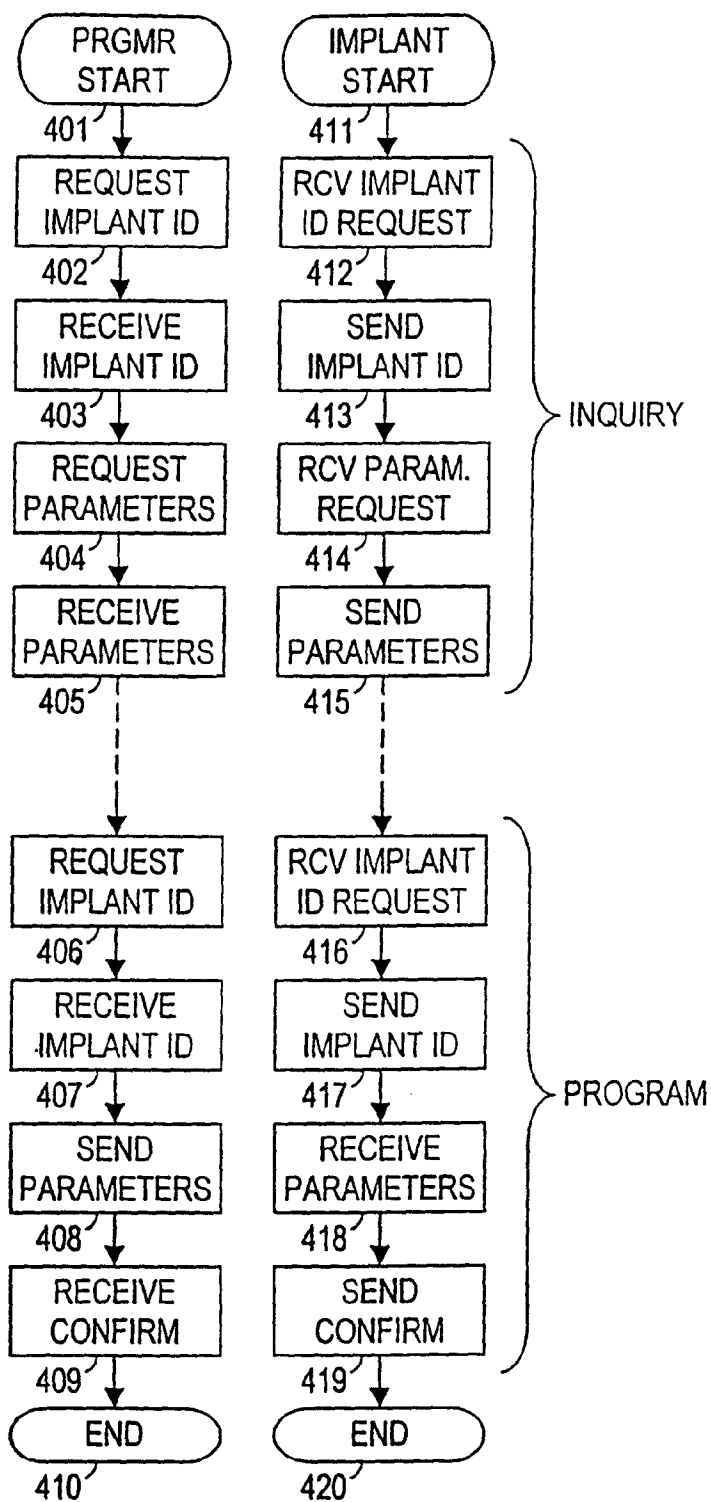 PRGMR
START
401
REQUEST
IMPLANT ID
402
RECEIVE
IMPLANT ID
403
REQUEST
PARAMETERS
404
RECEIVE
PARAMETERS
405
REQUEST
IMPLANT ID
406
RECEIVE
IMPLANT ID
407
SEND
PARAMETERS
408
RECEIVE
CONFIRM
409
END
410
IMPLANT
START
411
RCV IMPLANT
ID REQUEST
412
SEND
IMPLANT ID
413
RCV PARAM.
REQUEST
414
SEND
PARAMETERS
415
RCV IMPLANT
ID REQUEST
416
SEND
IMPLANT ID
417
RECEIVE
PARAMETERS
418
SEND
CONFIRM
419
END
420
INQUIRY
PROGRAM